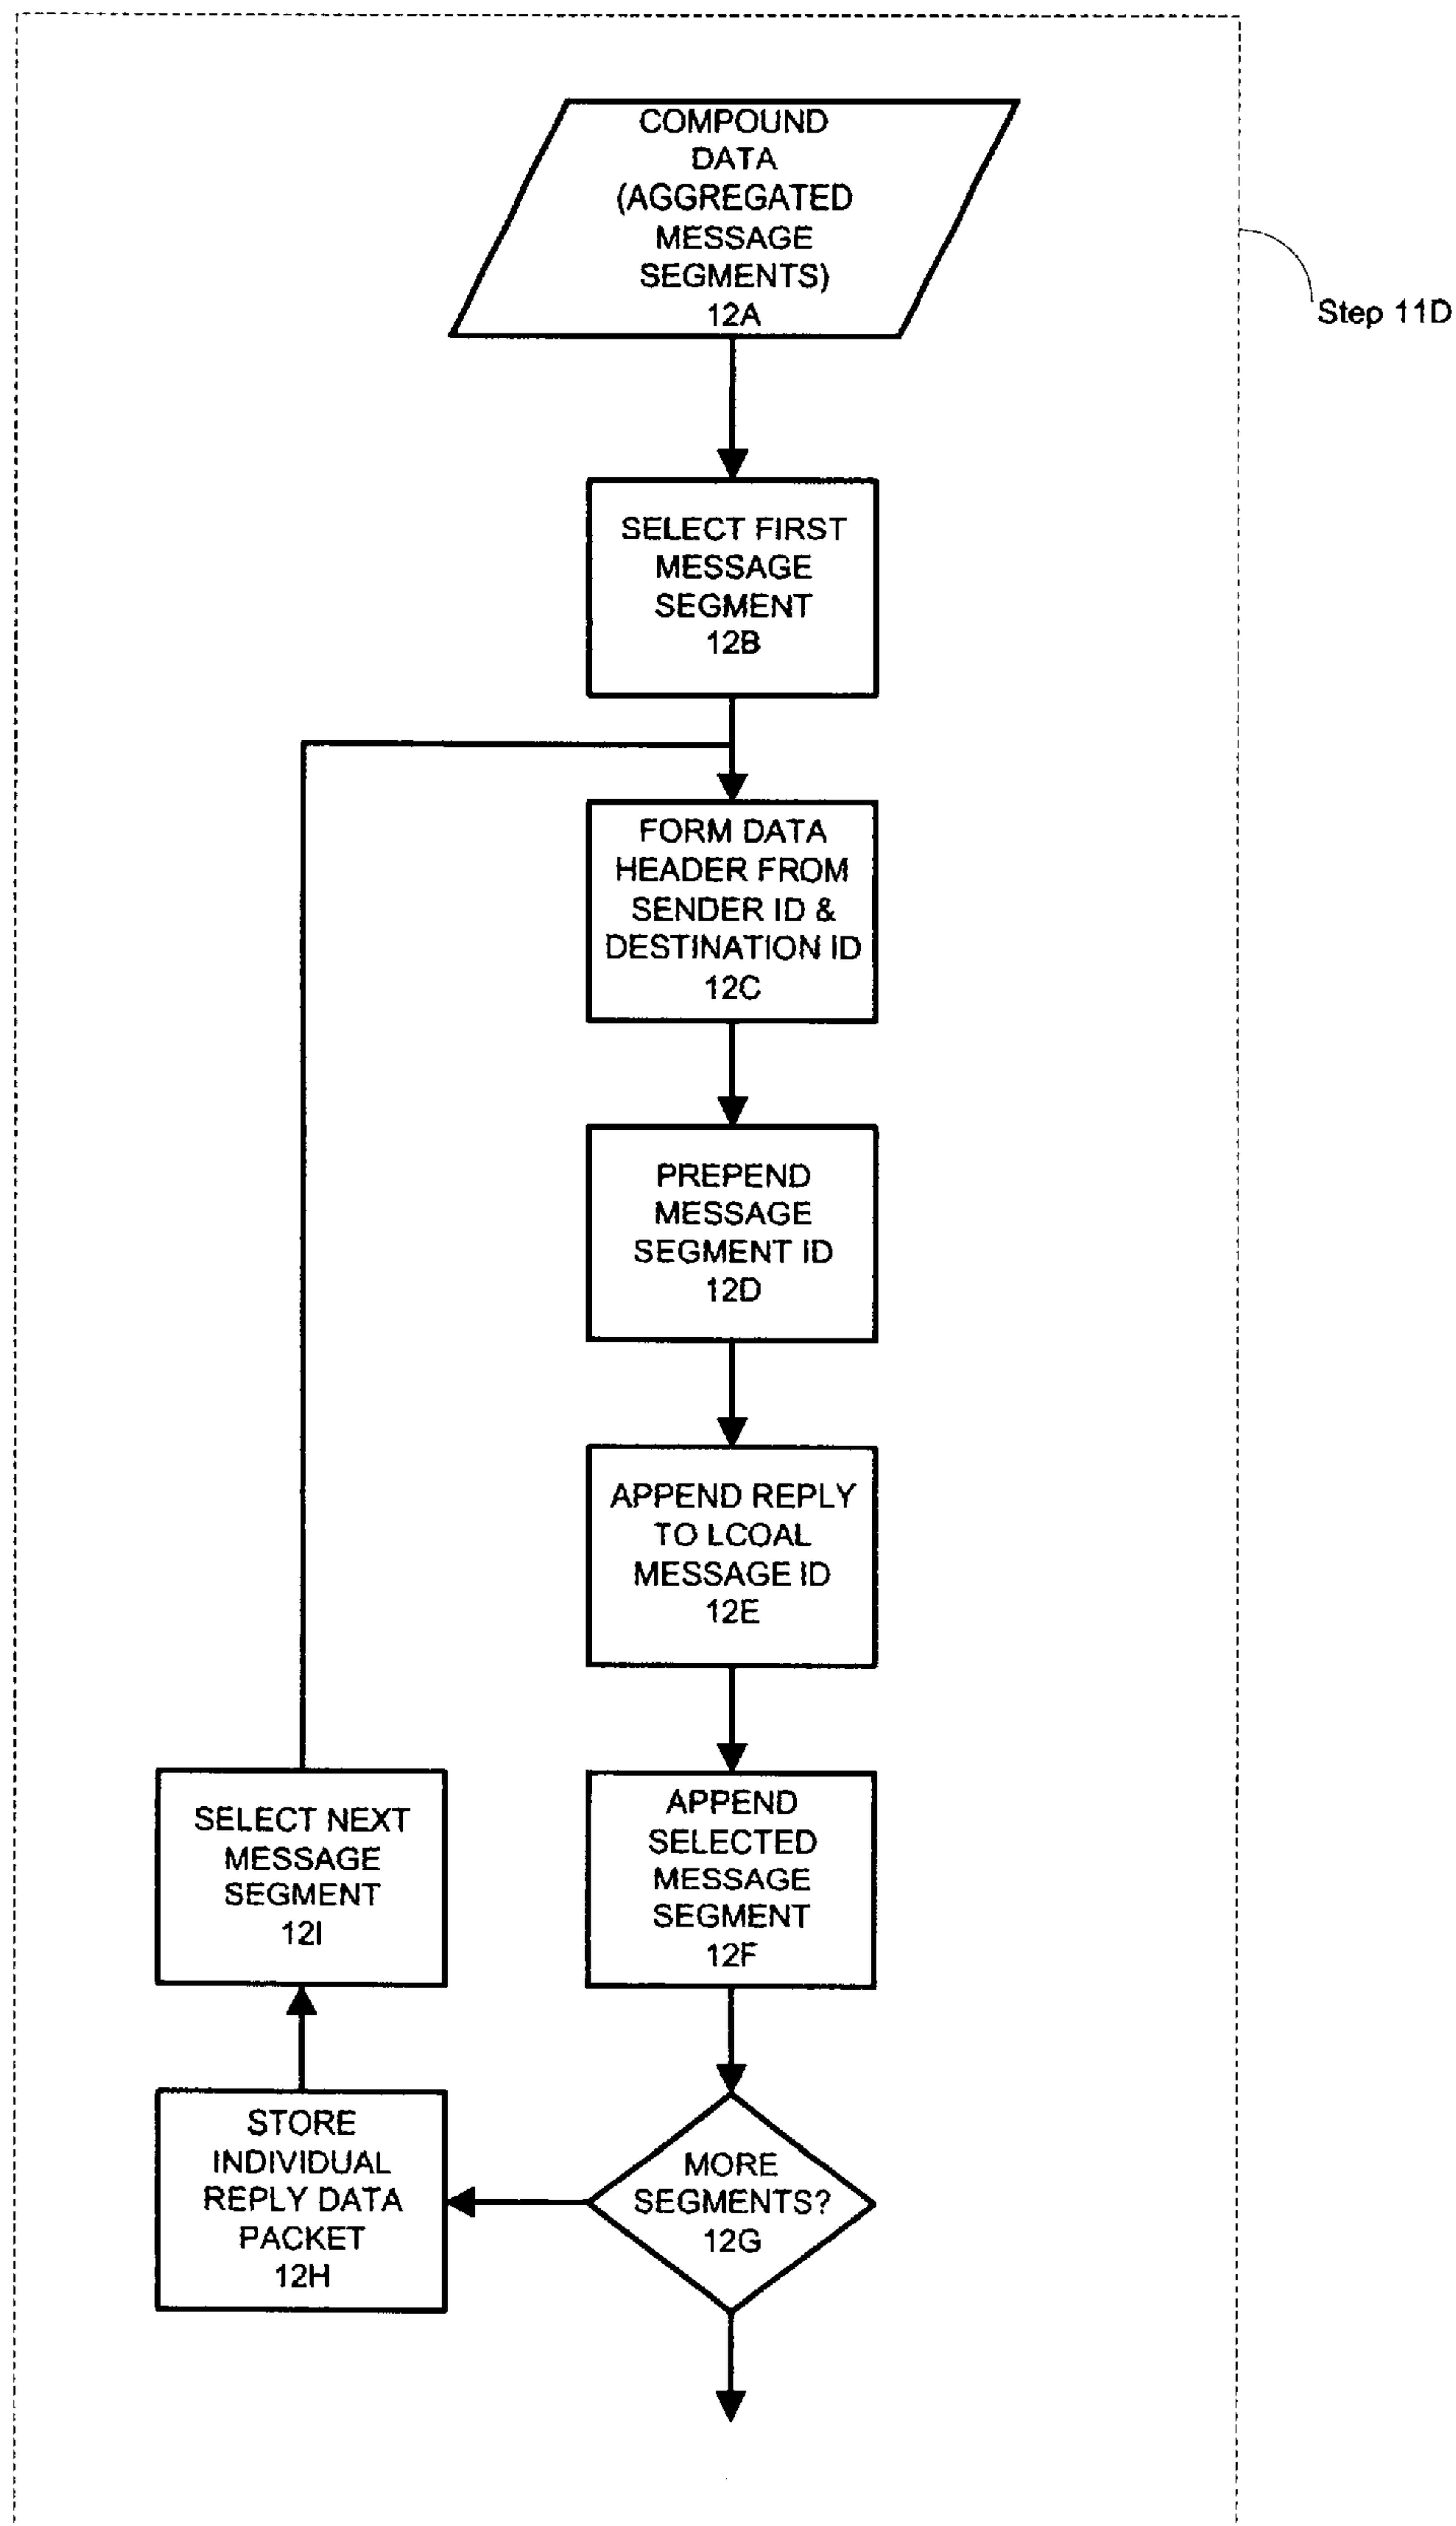 COMPOUND
DATA
(AGGREGATED
MESSAGE
SEGMENTS)
12A
Step 11D
SELECT FIRST
MESSAGE
SEGMENT
12B
FORM DATA
HEADER FROM
SENDER ID &
DESTINATION ID
12C
PREPEND
MESSAGE
SEGMENT ID
12D
APPEND REPLY
TO LCOAL
MESSAGE ID
12E
APPEND
SELECTED
MESSAGE
SEGMENT
12F
MORE
SEGMENTS?
12G
STORE
INDIVIDUAL
REPLY DATA
PACKET
12H
SELECT NEXT
MESSAGE
SEGMENT
12I